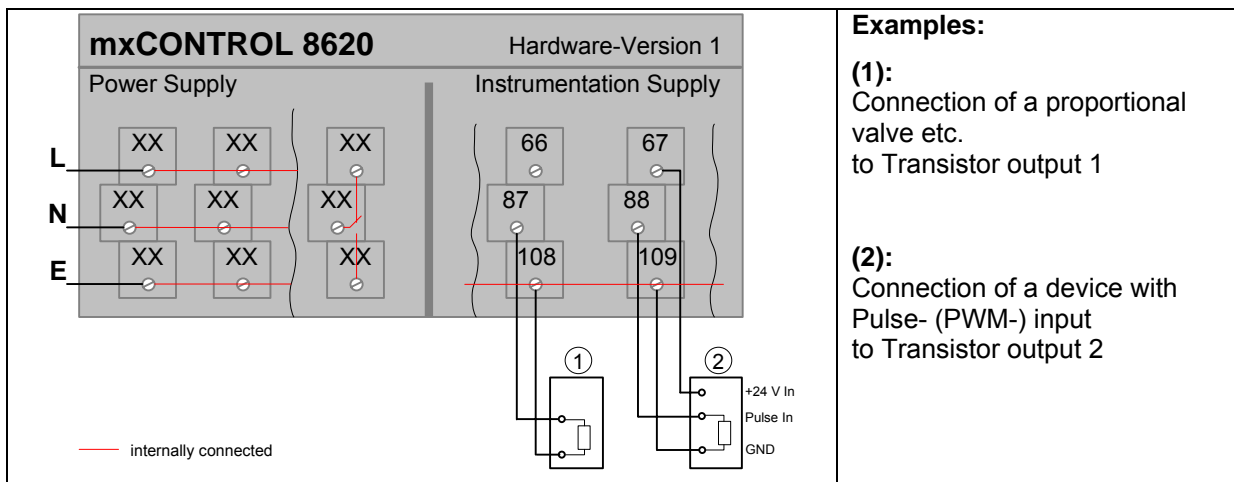 mxCONTROL 8620 Hardware-Version 1
Power Supply Instrumentation Supply
XX XX XX 66 67
L
XX XX XX 87 88
N
XX XX XX 108 109
E
1 2
+24 V In
Pulse In
GND
internally connected
Examples:
(1):
Connection of a proportional
valve etc.
to Transistor output 1
(2):
Connection of a device with
Pulse- (PWM-) input
to Transistor output 2